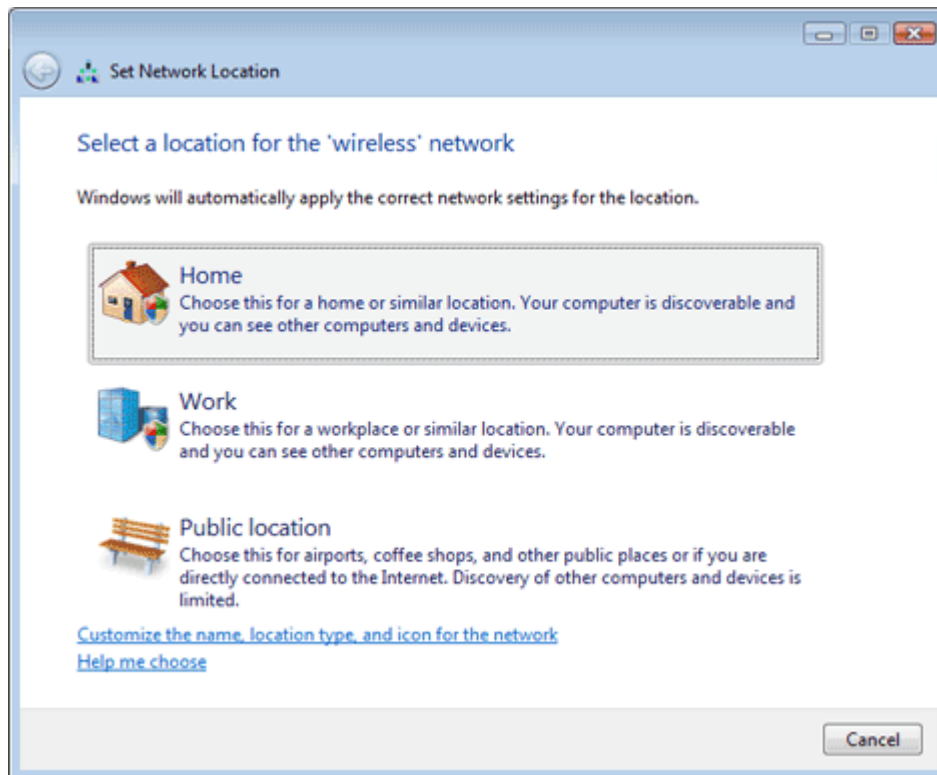 Set Network Location
Select a location for the 'wireless' network
Windows will automatically apply the correct network settings for the location.
Home
Choose this for a home or similar location. Your computer is discoverable and
you can see other computers and devices.
Work
Choose this for a workplace or similar location. Your computer is discoverable
and you can see other computers and devices.
Public location
Choose this for airports, coffee shops, and other public places or if you are
directly connected to the Internet. Discovery of other computers and devices is
limited.
Customize the name, location type, and icon for the network
Help me choose
Cancel